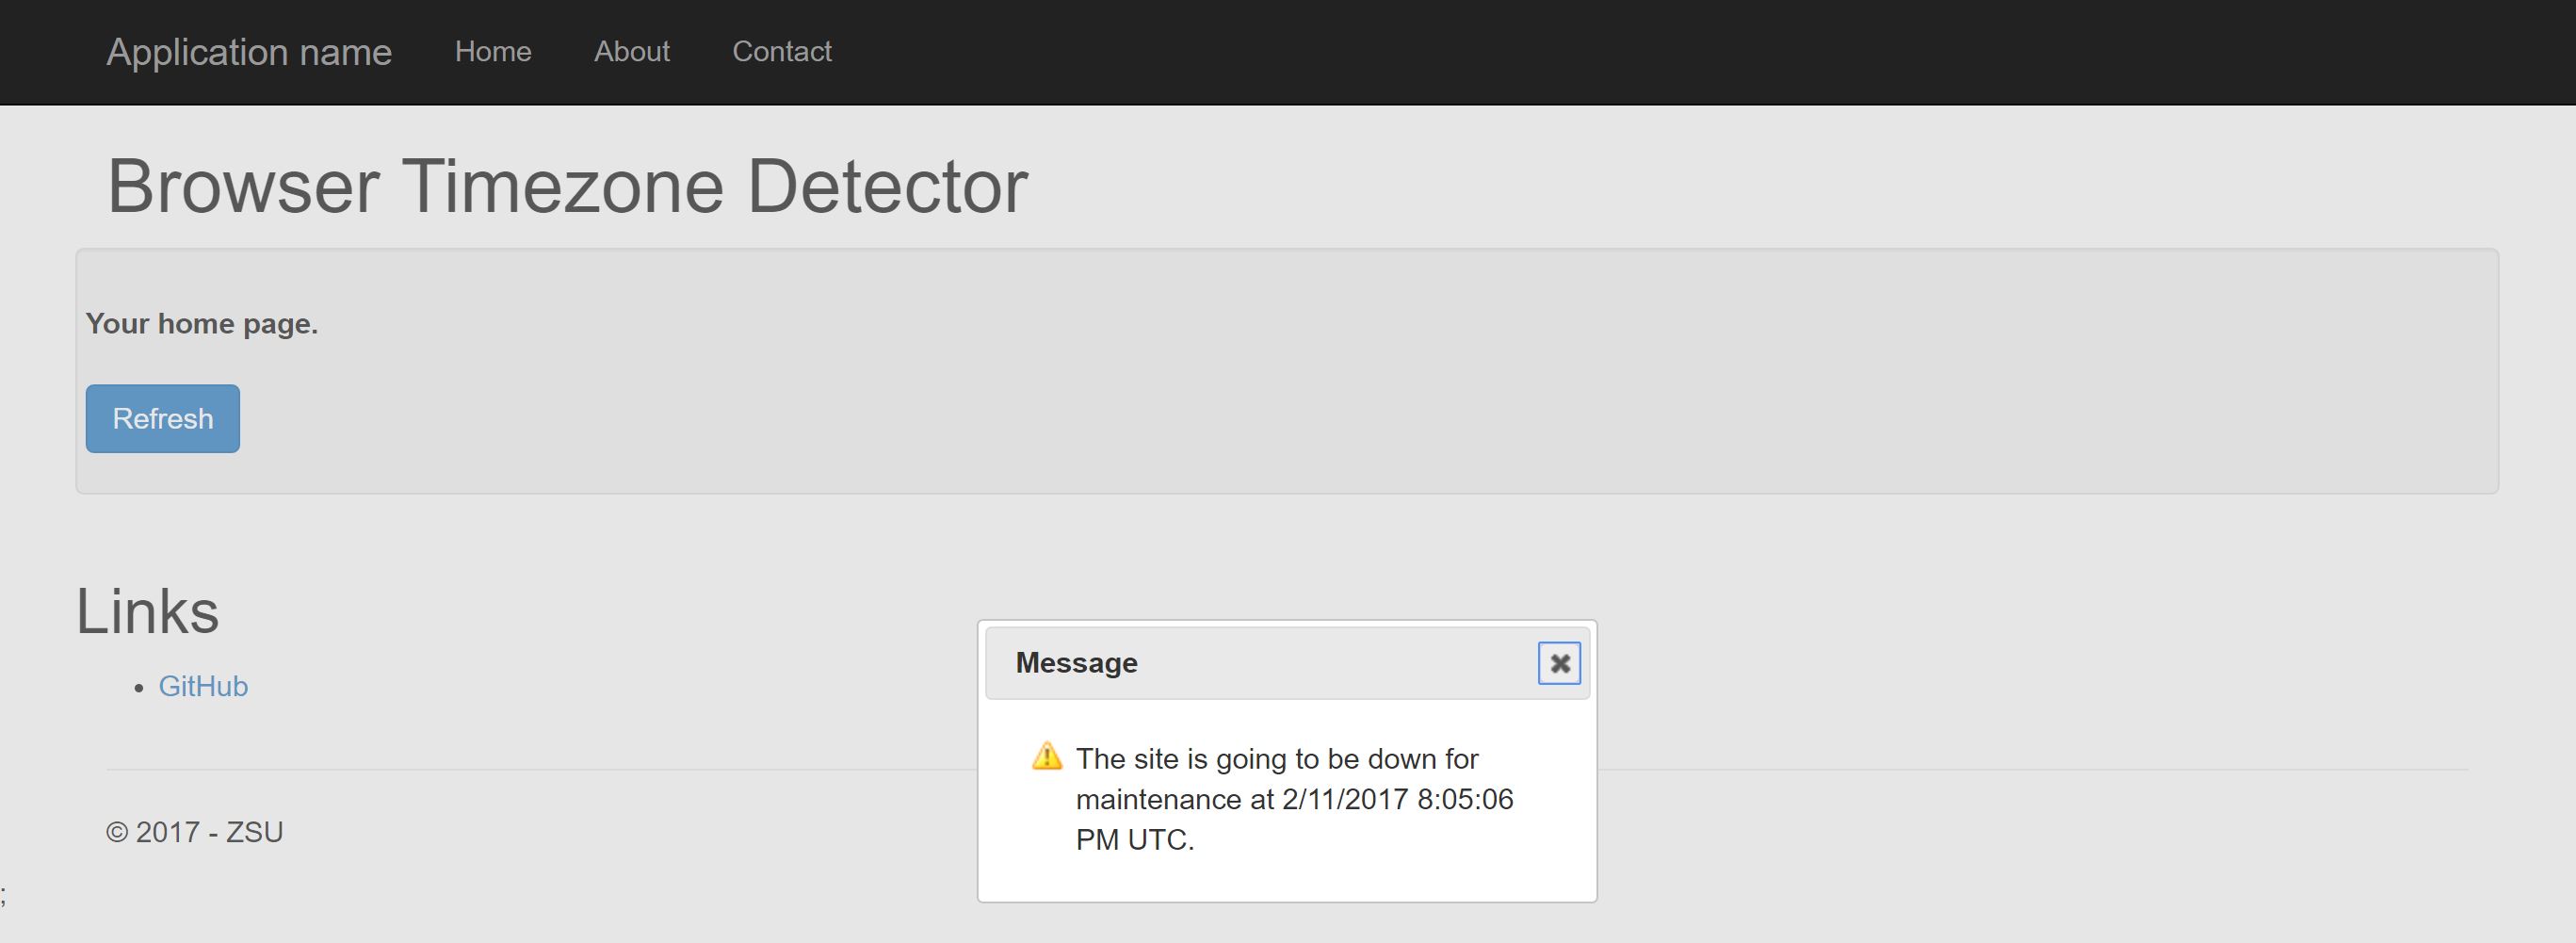 Application name Home About Contact
Browser Timezone Detector
Your home page.
Refresh
Links
GitHub
Message
The site is going to be down for
maintenance at 2/11/2017 8:05:06
PM UTC.
© 2017 - ZSU
;